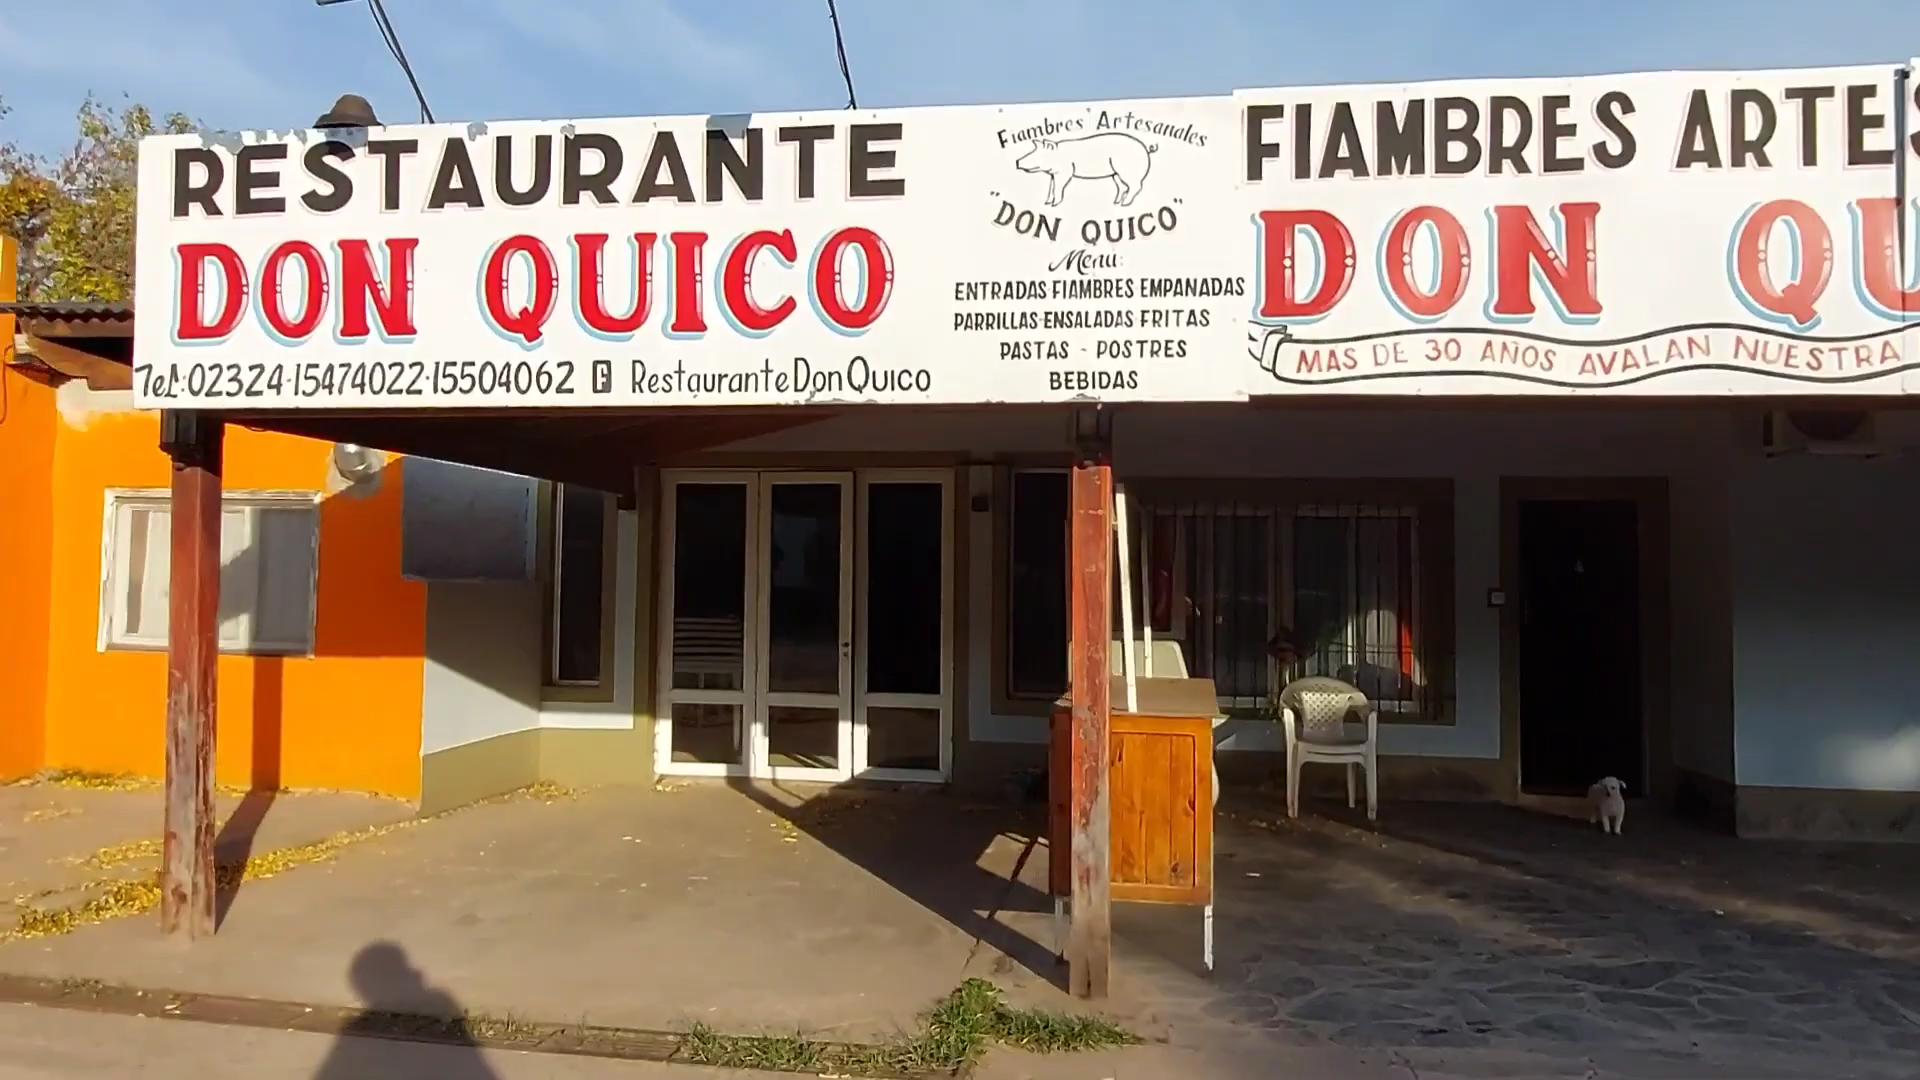 RESTAURANTE
DON QUICO
Tel.:02324-15474022-15504062 RestauranteDonQuico
Fiambres Artesanales
"DON QUICO"
Menu:
ENTRADAS FIAMBRES EMPANADAS
PARRILLAS-ENSALADAS FRITAS
PASTAS - POSTRES
BEBIDAS
FIAMBRES ARTES
DON QU
MAS DE 30 AÑOS AVALAN NUESTRA